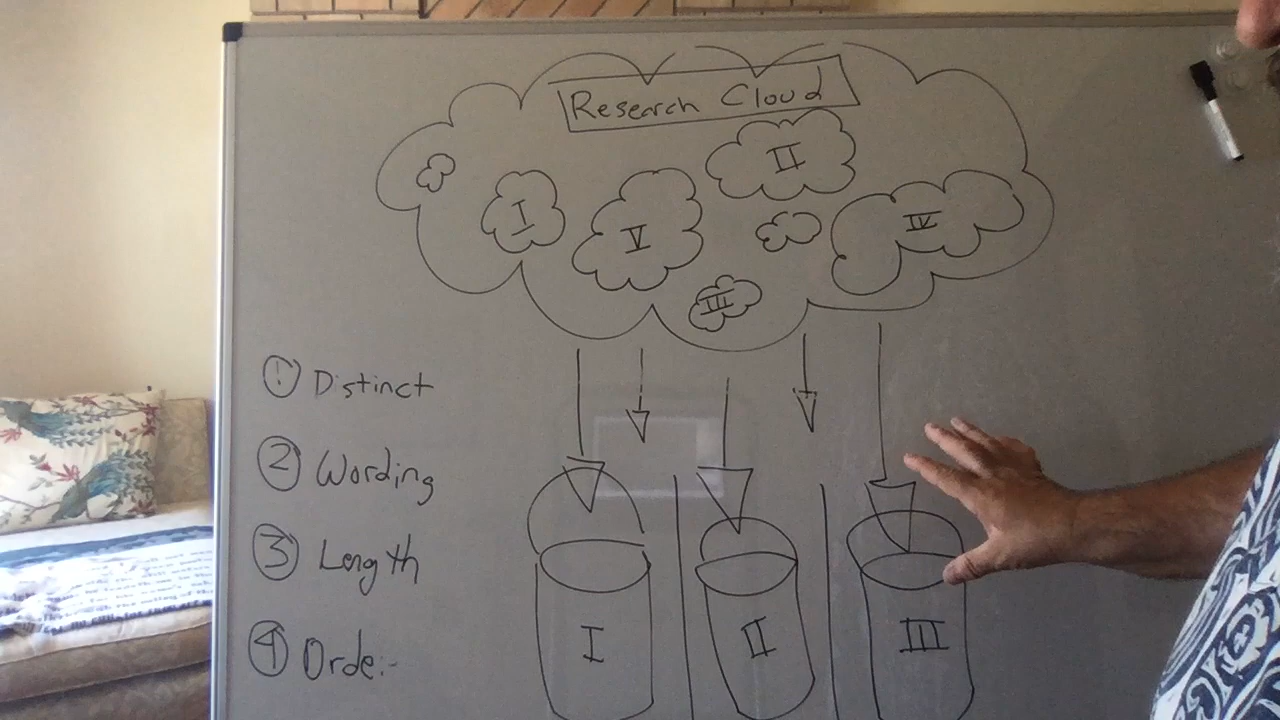 Research Cloud
II
I
V
IV
III
① Distinct
② Wording
③ Length
④ Order
I
II
III